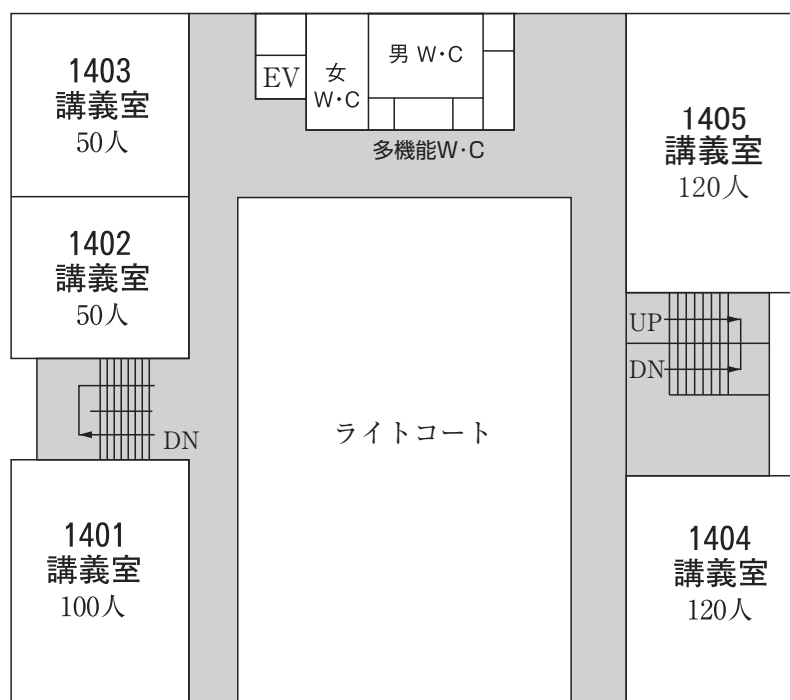 1403
講義室
50人
EV
女
W・C
男 W・C
多機能W・C
1405
講義室
120人
1402
講義室
50人
UP
DN
DN
ライトコート
1401
講義室
100人
1404
講義室
120人